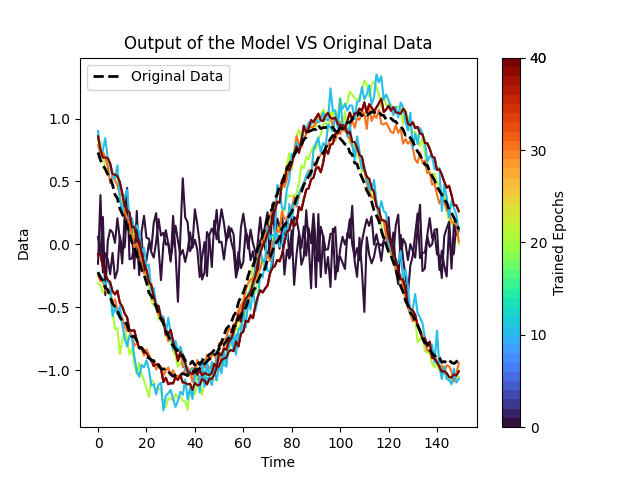 Output of the Model VS Original Data
Original Data
1.0
0.5
0.0
−0.5
−1.0
Data
0 20 40 60 80 100 120 140
Time
40
30
20
10
0
Trained Epochs